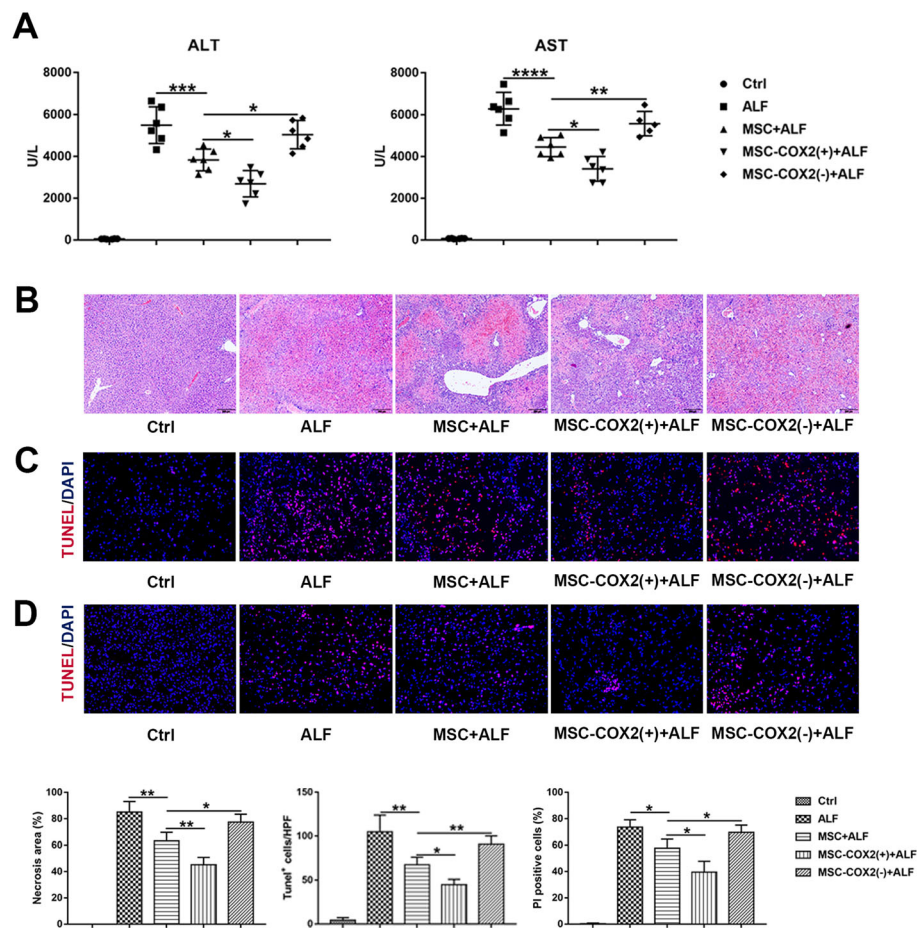 A
ALT
U/L
8000
6000
4000
2000
0
***
*
*
AST
U/L
8000
6000
4000
2000
0
****
**
*
Ctrl
ALF
MSC+ALF
MSC-COX2(+)+ALF
MSC-COX2(-)+ALF
B
Ctrl
ALF
MSC+ALF
MSC-COX2(+)+ALF
MSC-COX2(-)+ALF
C
TUNEL/DAPI
Ctrl
ALF
MSC+ALF
MSC-COX2(+)+ALF
MSC-COX2(-)+ALF
D
TUNEL/DAPI
Ctrl
ALF
MSC+ALF
MSC-COX2(+)+ALF
MSC-COX2(-)+ALF
Necrosis area (%)
100
80
60
40
20
0
**
*
**
Tunel+ cells/HPF
150
100
50
0
**
**
*
PI positive cells (%)
100
80
60
40
20
0
*
*
*
Ctrl
ALF
MSC+ALF
MSC-COX2(+)+ALF
MSC-COX2(-)+ALF